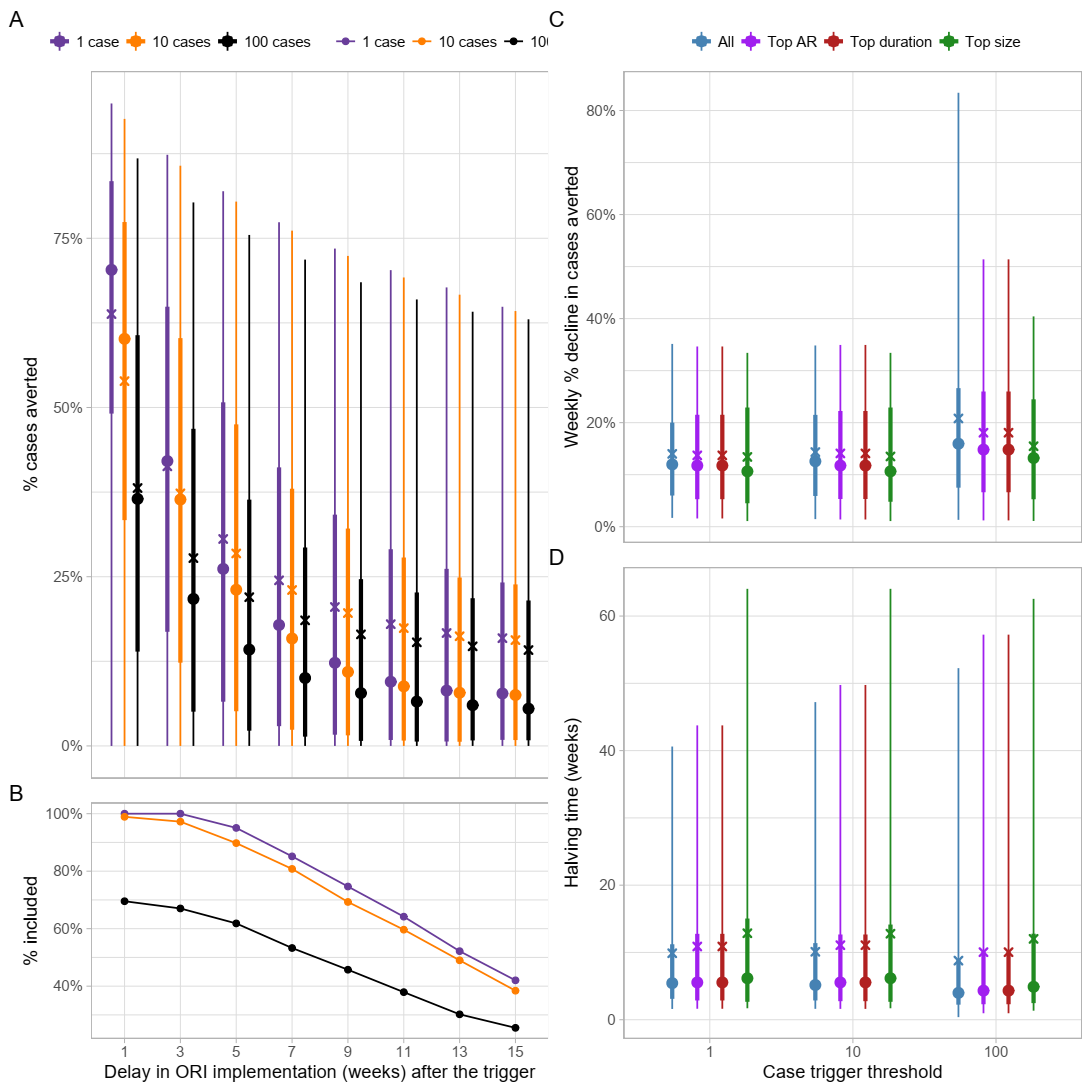 A
1 case 10 cases 100 cases 1 case 10 cases 10
% cases averted
75%
50%
25%
0%
B
% included
100%
80%
60%
40%
1 3 5 7 9 11 13 15
Delay in ORI implementation (weeks) after the trigger
C
All Top AR Top duration Top size
Weekly % decline in cases averted
80%
60%
40%
20%
0%
D
Halving time (weeks)
60
40
20
0
1 10 100
Case trigger threshold